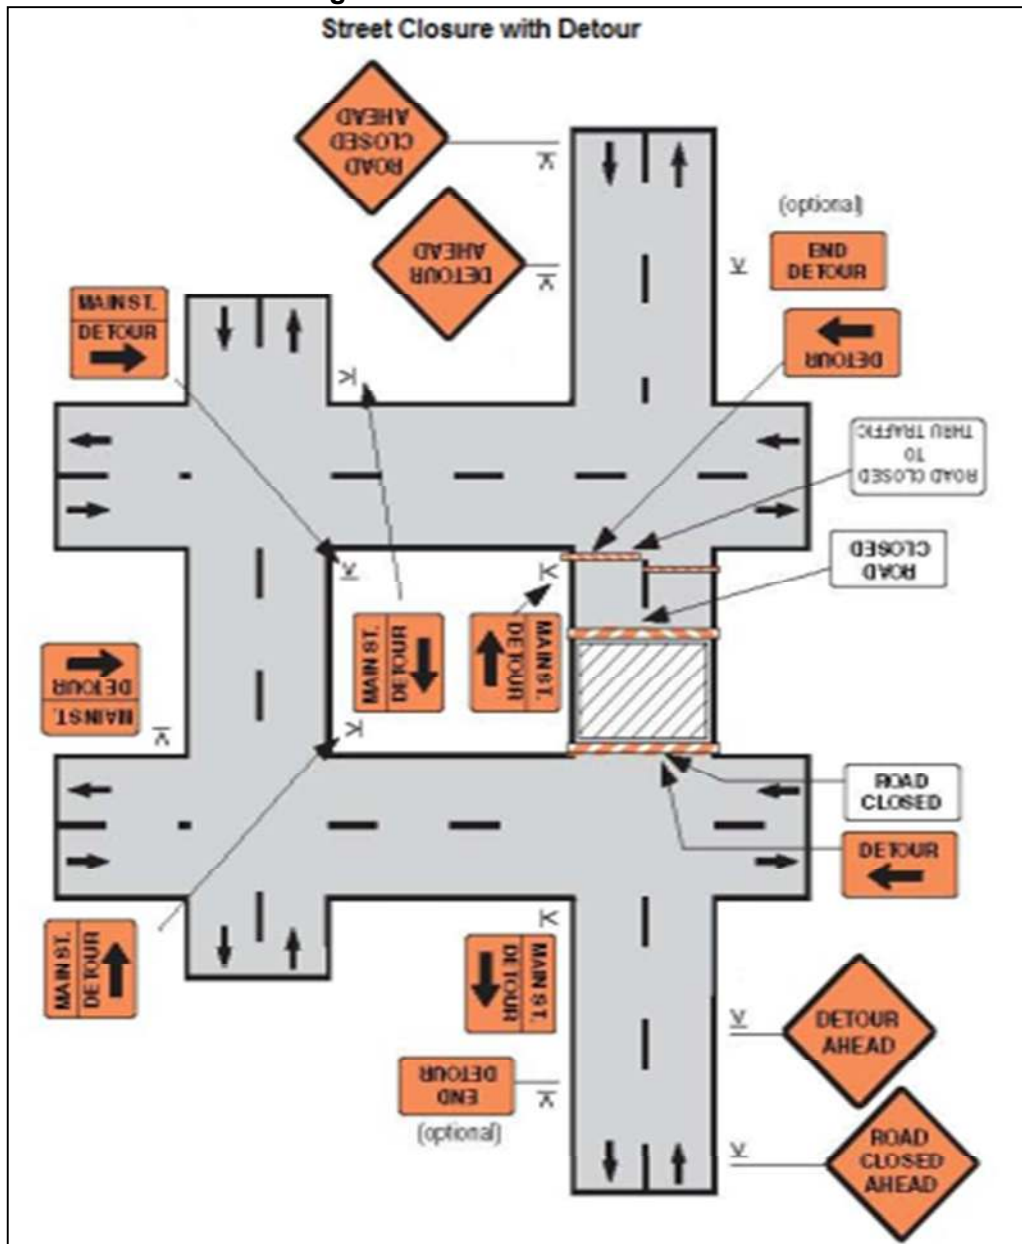 Street Closure with Detour
ROAD
CLOSED
AHEAD
DETOUR
AHEAD
(optional)
END
DETOUR
MAIN ST.
DETOUR
DETOUR
ROAD CLOSED
TO
THRU TRAFFIC
ROAD
CLOSED
MAIN ST.
DETOUR
MAIN ST.
DETOUR
MAIN ST.
DETOUR
ROAD
CLOSED
DETOUR
MAIN ST.
DETOUR
MAIN ST.
DETOUR
DETOUR
AHEAD
END
DETOUR
(optional)
ROAD
CLOSED
AHEAD